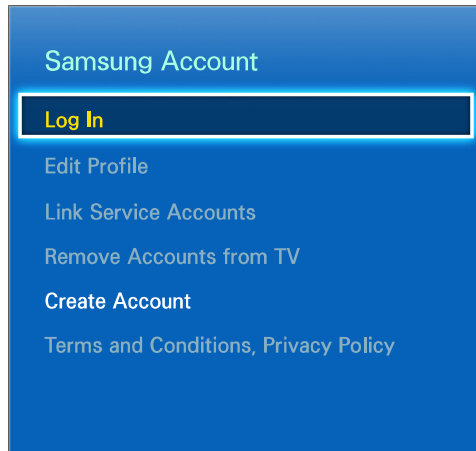 Samsung Account
Log In
Edit Profile
Link Service Accounts
Remove Accounts from TV
Create Account
Terms and Conditions, Privacy Policy